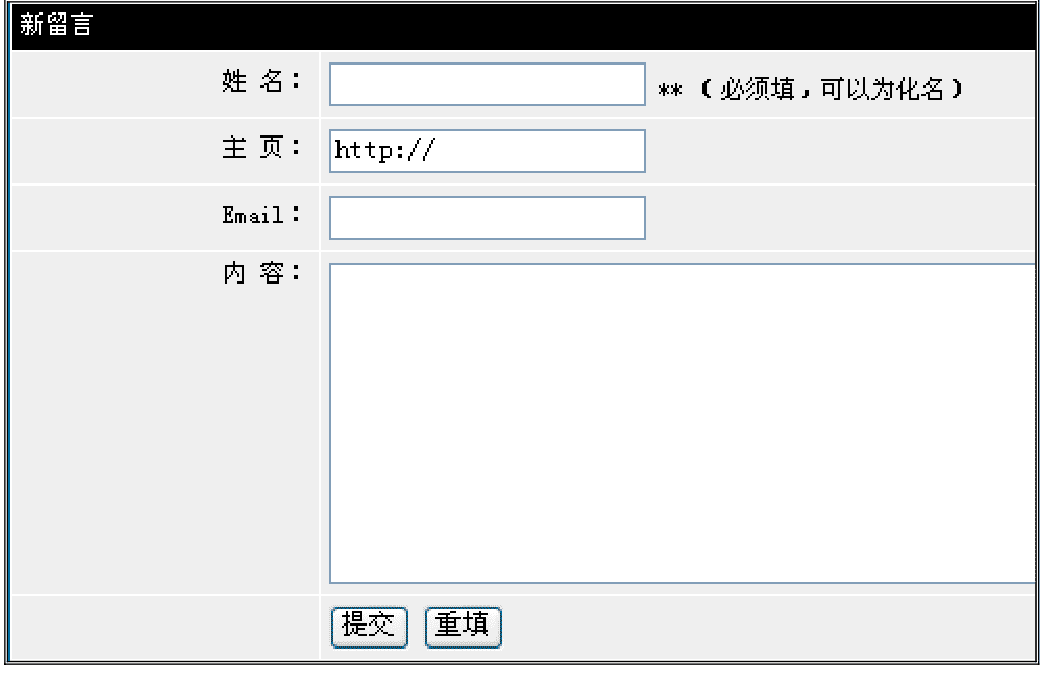 新留言
姓 名： ** （必须填，可以为化名）
主 页： http://
Email：
内 容：
提交 重填